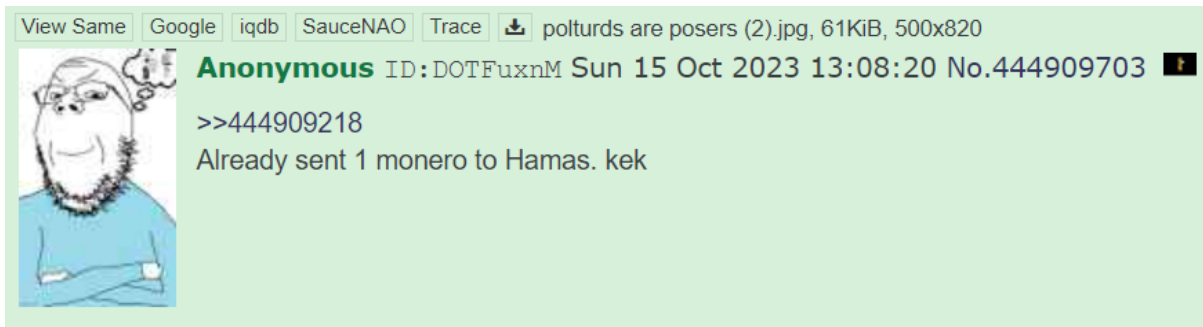 View Same Google iqdb SauceNAO Trace polturds are posers (2).jpg, 61KiB, 500x820
Anonymous ID:DOTFuxnM Sun 15 Oct 2023 13:08:20 No.444909703
>>444909218
Already sent 1 monero to Hamas. kek